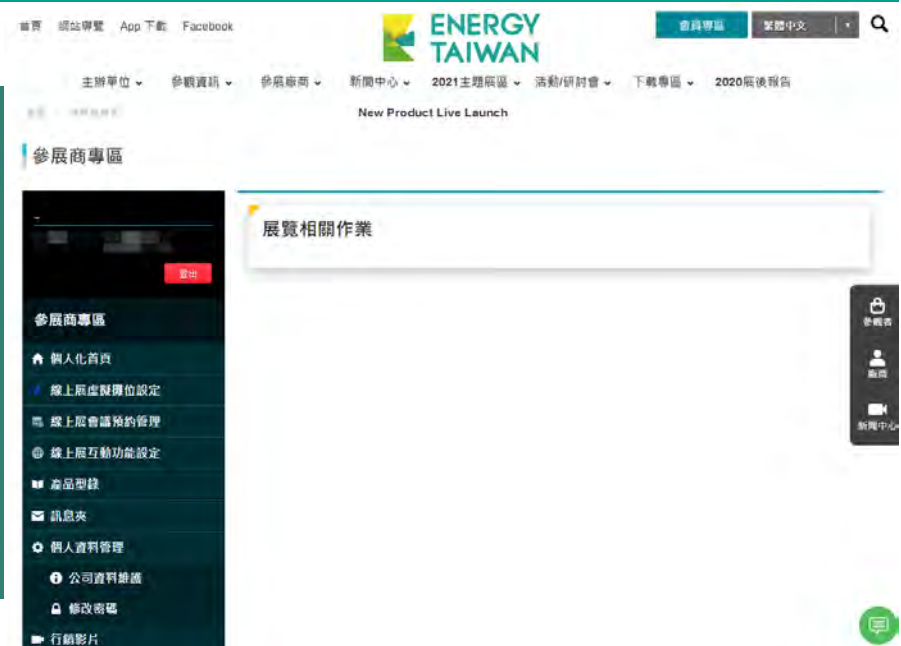 首頁 網站導覽 App 下載 Facebook
ENERGY
TAIWAN
會員專區 繁體中文
主辦單位 參觀資訊 參展廠商 新聞中心 2021主題展區 活動/研討會 下載專區 2020展後報告
New Product Live Launch
參展商專區
展覽相關作業
登出
參展商專區
個人化首頁
線上展虛擬攤位設定
線上展會議預約管理
線上展互動功能設定
產品型錄
訊息夾
個人資料管理
公司資料維護
修改密碼
行銷影片
參觀者
廠商
新聞中心